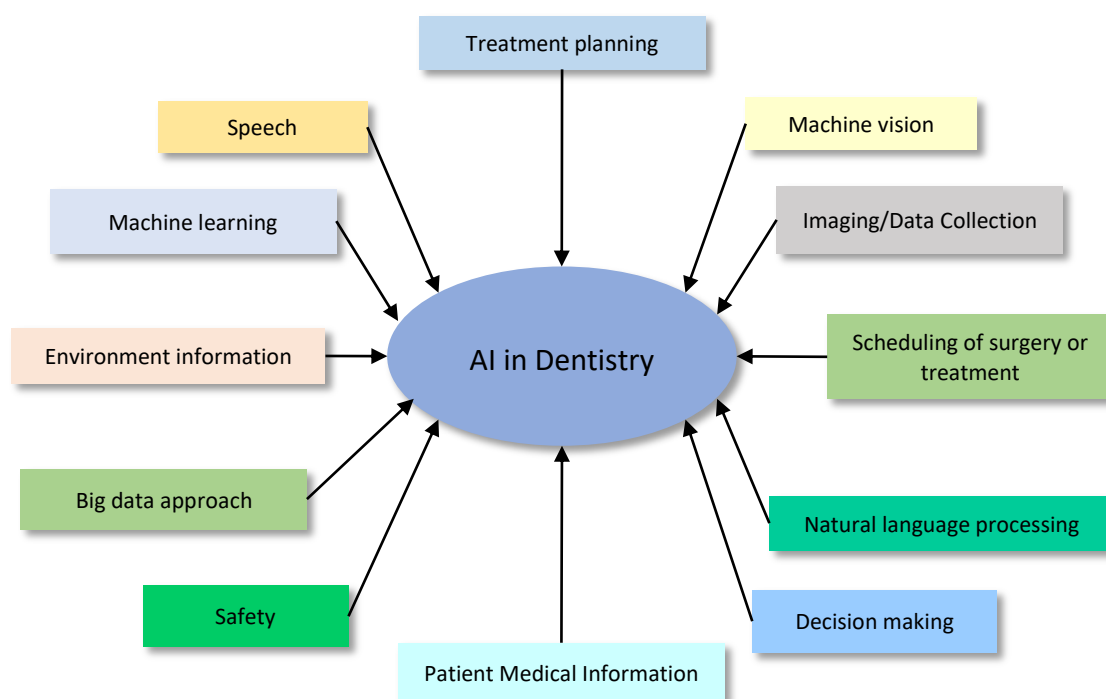 Treatment planning
Speech
Machine vision
Machine learning
Imaging/Data Collection
Environment information
AI in Dentistry
Scheduling of surgery or
treatment
Big data approach
Natural language processing
Safety
Decision making
Patient Medical Information